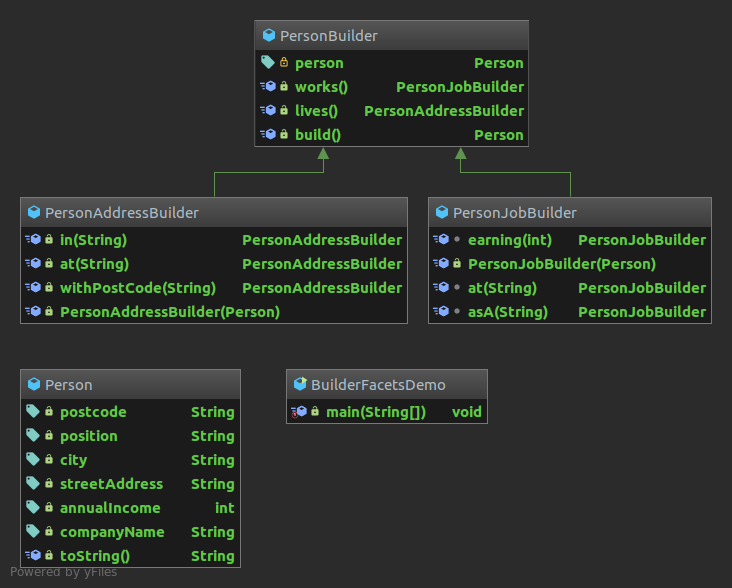 PersonBuilder
person Person
works() PersonJobBuilder
lives() PersonAddressBuilder
build() Person
PersonAddressBuilder
in(String) PersonAddressBuilder
at(String) PersonAddressBuilder
withPostCode(String) PersonAddressBuilder
PersonAddressBuilder(Person)
PersonJobBuilder
earning(int) PersonJobBuilder
PersonJobBuilder(Person)
at(String) PersonJobBuilder
asA(String) PersonJobBuilder
Person
postcode String
position String
city String
streetAddress String
annualIncome int
companyName String
toString() String
BuilderFacetsDemo
main(String[]) void
Powered by yFiles